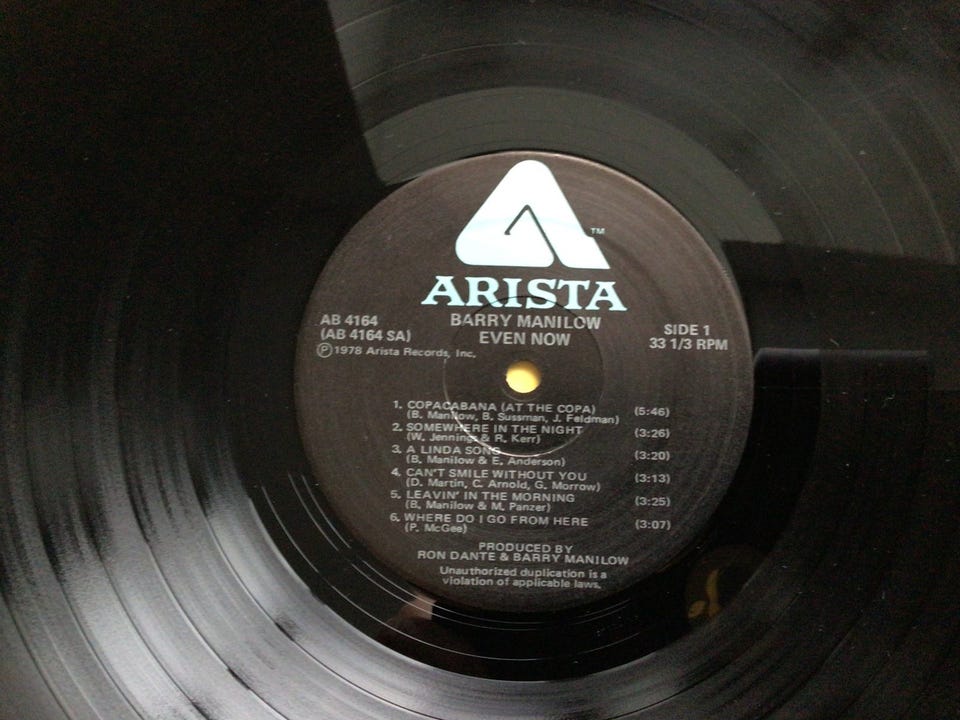 TM
ARISTA
BARRY MANILOW
EVEN NOW
AB 4164
(AB 4164 SA)
Ⓟ1978 Arista Records, Inc.
SIDE 1
33 1/3 RPM
1. COPACABANA (AT THE COPA) (5:46)
(B. Manilow, B. Sussman, J. Feldman)
2. SOMEWHERE IN THE NIGHT (3:26)
(W. Jennings & R. Kerr)
3. A LINDA SONG (3:20)
(B. Manilow & E. Anderson)
4. CAN'T SMILE WITHOUT YOU (3:13)
(D. Martin, C. Arnold, G. Morrow)
5. LEAVIN' IN THE MORNING (3:25)
(B. Manilow & M. Panzer)
6. WHERE DO I GO FROM HERE (3:07)
(P. McGee)
PRODUCED BY
RON DANTE & BARRY MANILOW
Unauthorized duplication is a
violation of applicable laws.